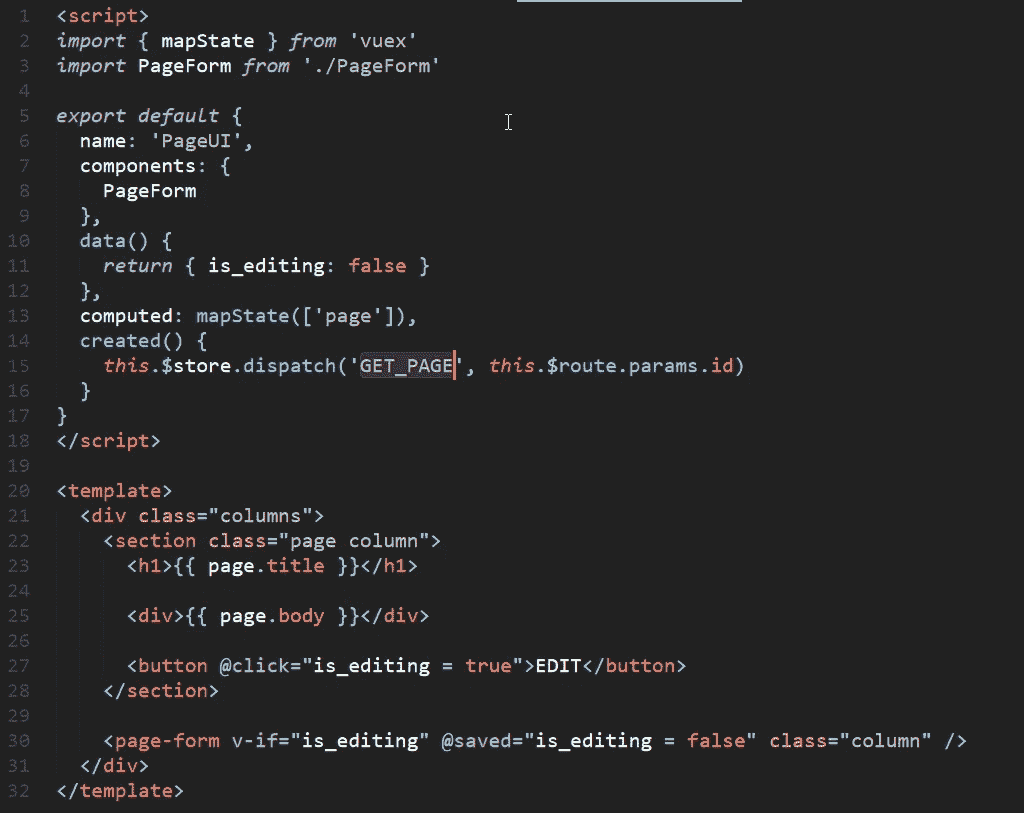 1 <script>
2 import { mapState } from 'vuex'
3 import PageForm from './PageForm'
4
5 export default {
6   name: 'PageUI',
7   components: {
8     PageForm
9   },
10   data() {
11     return { is_editing: false }
12   },
13   computed: mapState(['page']),
14   created() {
15     this.$store.dispatch('GET_PAGE', this.$route.params.id)
16   }
17 }
18 </script>
19
20 <template>
21   <div class="columns">
22     <section class="page column">
23       <h1>{{ page.title }}</h1>
24
25       <div>{{ page.body }}</div>
26
27       <button @click="is_editing = true">EDIT</button>
28     </section>
29
30     <page-form v-if="is_editing" @saved="is_editing = false" class="column" />
31   </div>
32 </template>